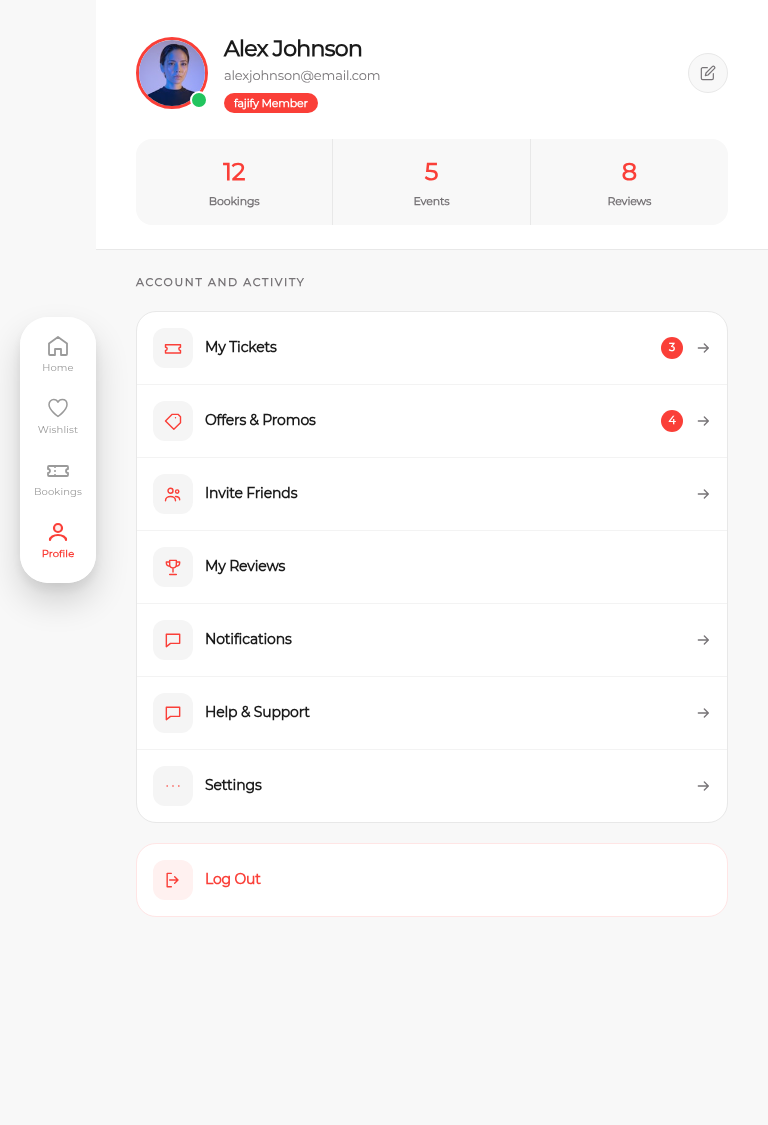 Alex Johnson
alexjohnson@email.com
fajify Member
12
Bookings
5
Events
8
Reviews
ACCOUNT AND ACTIVITY
Home
Wishlist
Bookings
Profile
My Tickets
3
Offers & Promos
4
Invite Friends
My Reviews
Notifications
Help & Support
Settings
Log Out